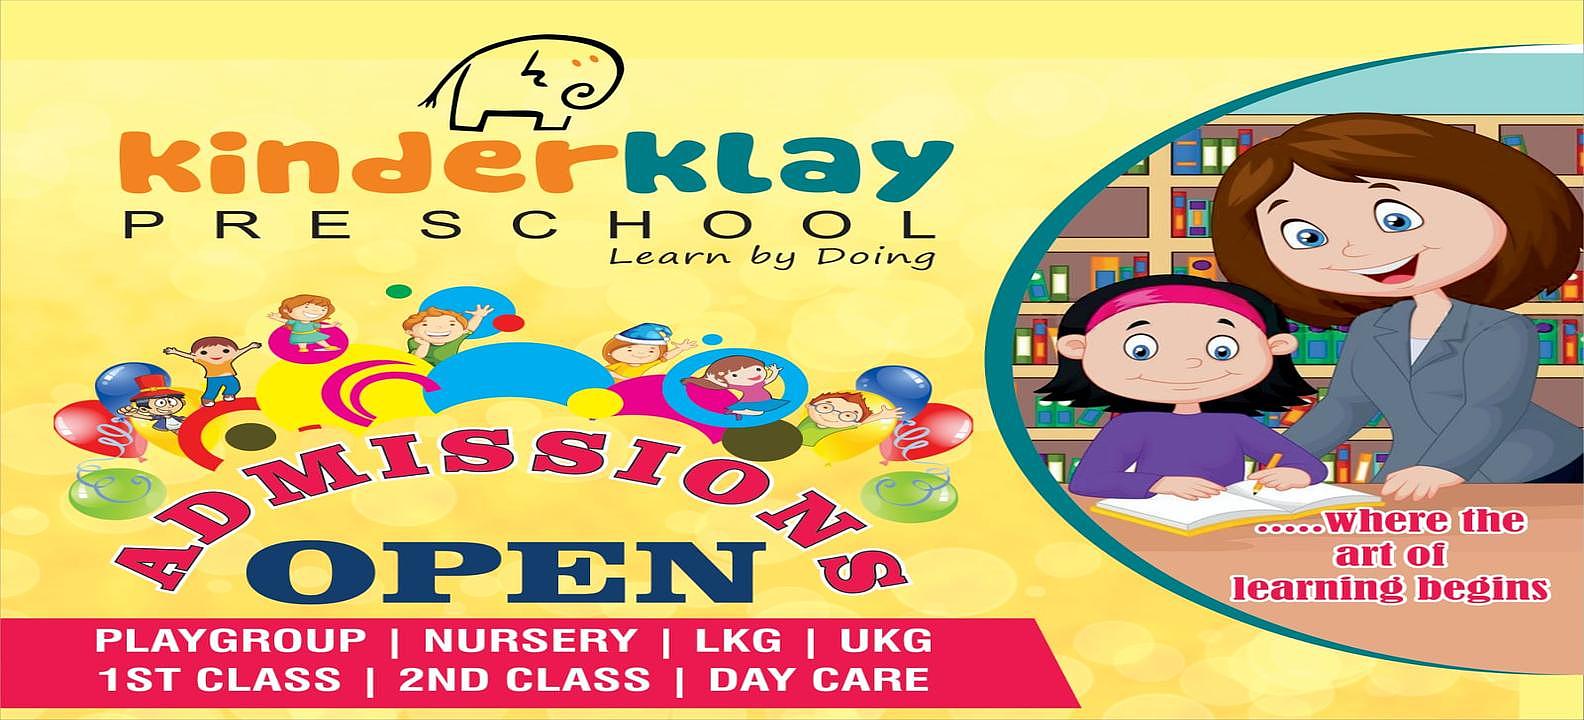 kinderklay
PRE SCHOOL
Learn by Doing
ADMISSIONS
OPEN
PLAYGROUP | NURSERY | LKG | UKG
1ST CLASS | 2ND CLASS | DAY CARE
.....where the
art of
learning begins